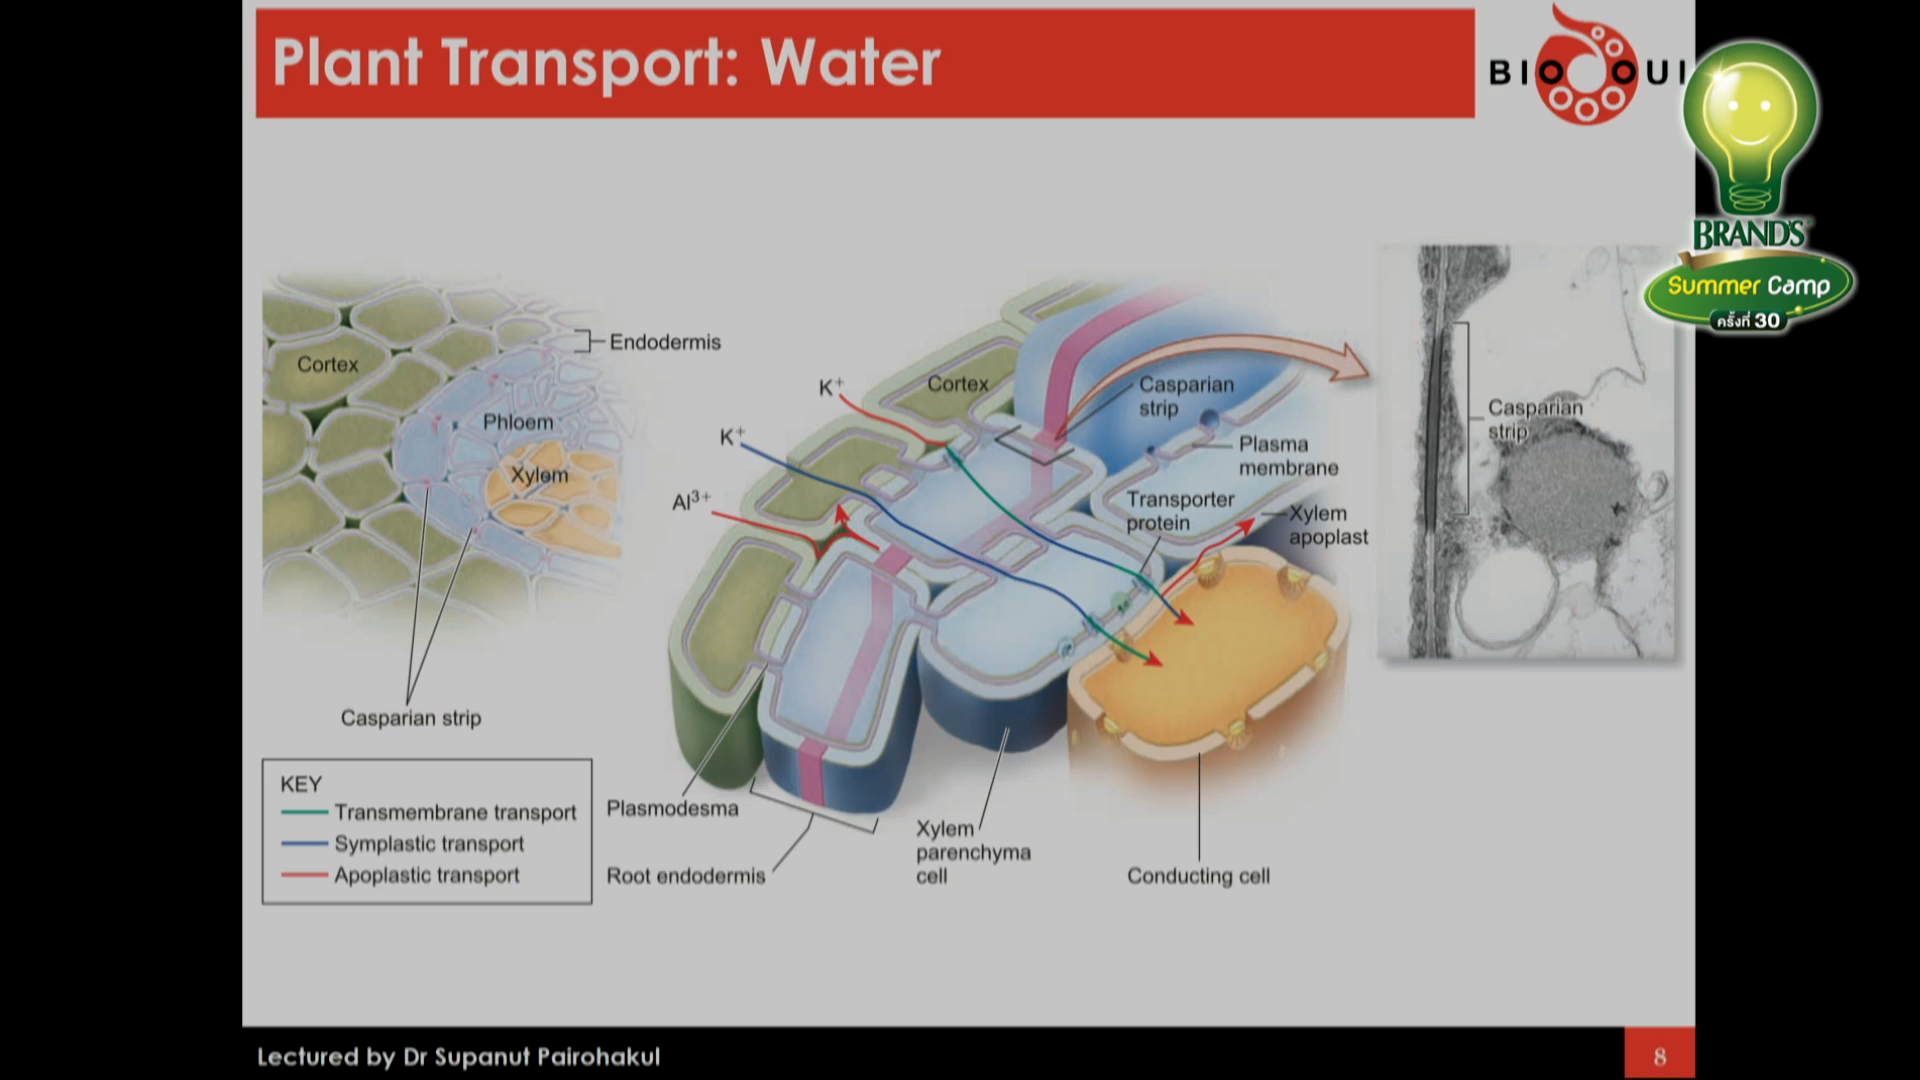 Plant Transport: Water
BIO OUI
BRAND'S
Summer Camp
ครั้งที่ 30
Cortex
Endodermis
Phloem
Xylem
Casparian strip
KEY
Transmembrane transport
Symplastic transport
Apoplastic transport
K+
K+
Al3+
Cortex
Casparian
strip
Plasma
membrane
Transporter
protein
Xylem
apoplast
Plasmodesma
Root endodermis
Xylem
parenchyma
cell
Conducting cell
Casparian
strip
Lectured by Dr Supanut Pairohakul
8